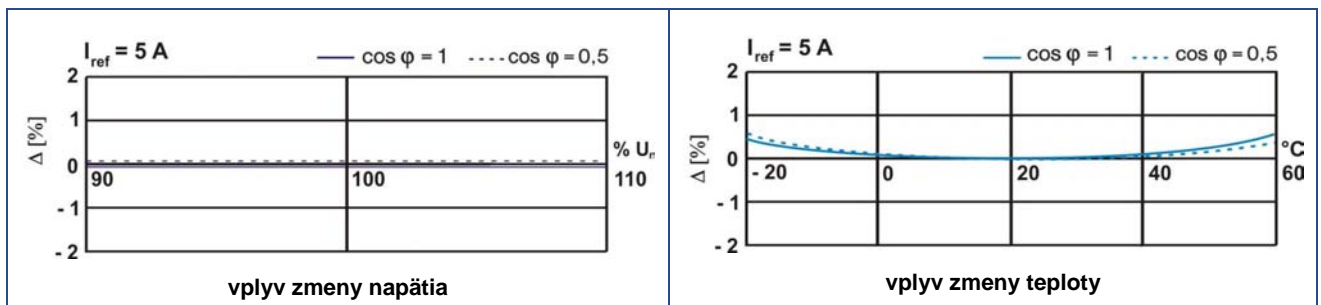 I_ref = 5 A
cos φ = 1 cos φ = 0,5
2
1
0
- 1
- 2
Δ [%]
90 100 110
% Uₙ
vplyv zmeny napätia
I_ref = 5 A
cos φ = 1 cos φ = 0,5
2
1
0
- 1
- 2
Δ [%]
- 20 0 20 40 60
°C
vplyv zmeny teploty